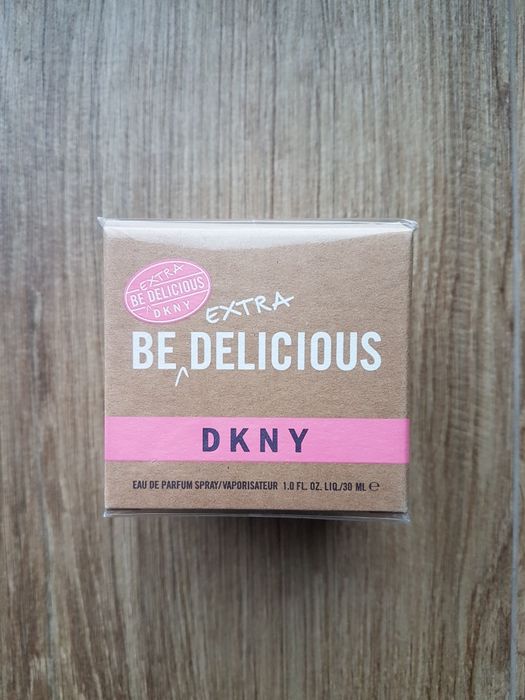 EXTRA
BE DELICIOUS
DKNY
EXTRA
BE DELICIOUS
DKNY
EAU DE PARFUM SPRAY/VAPORISATEUR 1.0 FL. OZ. LIQ./30 ML ℮